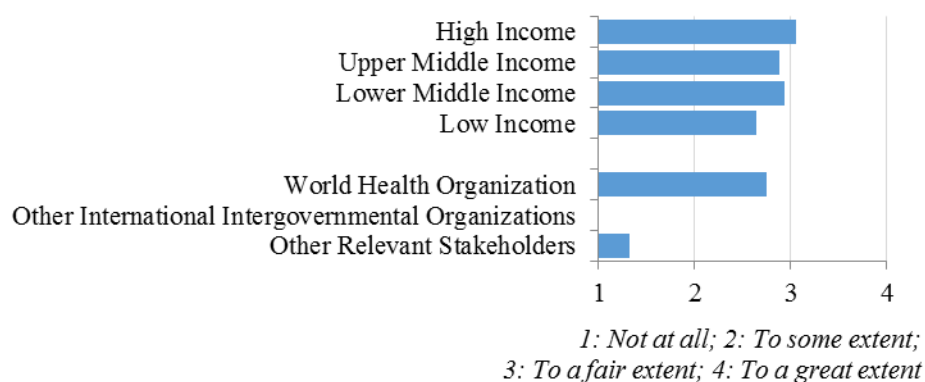 High Income
Upper Middle Income
Lower Middle Income
Low Income
World Health Organization
Other International Intergovernmental Organizations
Other Relevant Stakeholders
1 2 3 4
1: Not at all; 2: To some extent;
3: To a fair extent; 4: To a great extent